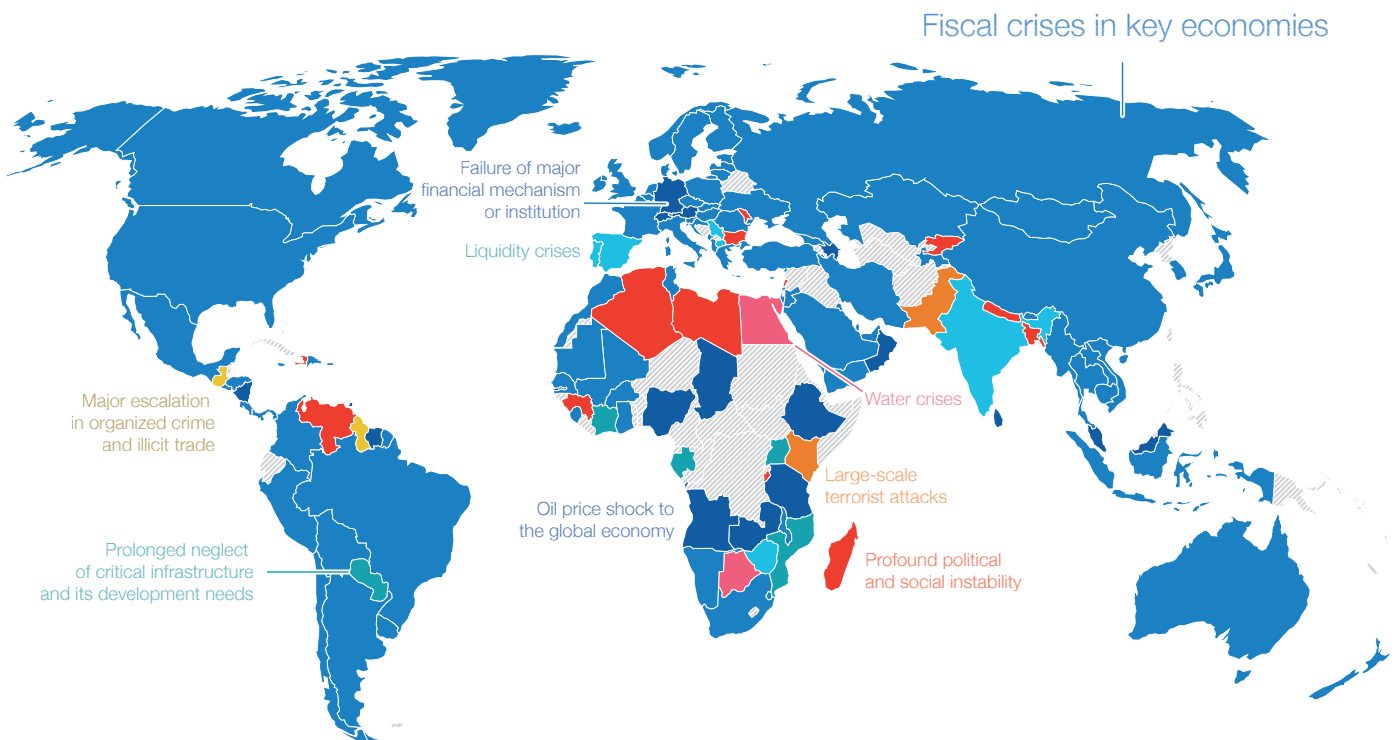 Fiscal crises in key economies
Failure of major
financial mechanism
or institution
Liquidity crises
Major escalation
in organized crime
and illicit trade
Water crises
Large-scale
terrorist attacks
Oil price shock to
the global economy
Prolonged neglect
of critical infrastructure
and its development needs
Profound political
and social instability